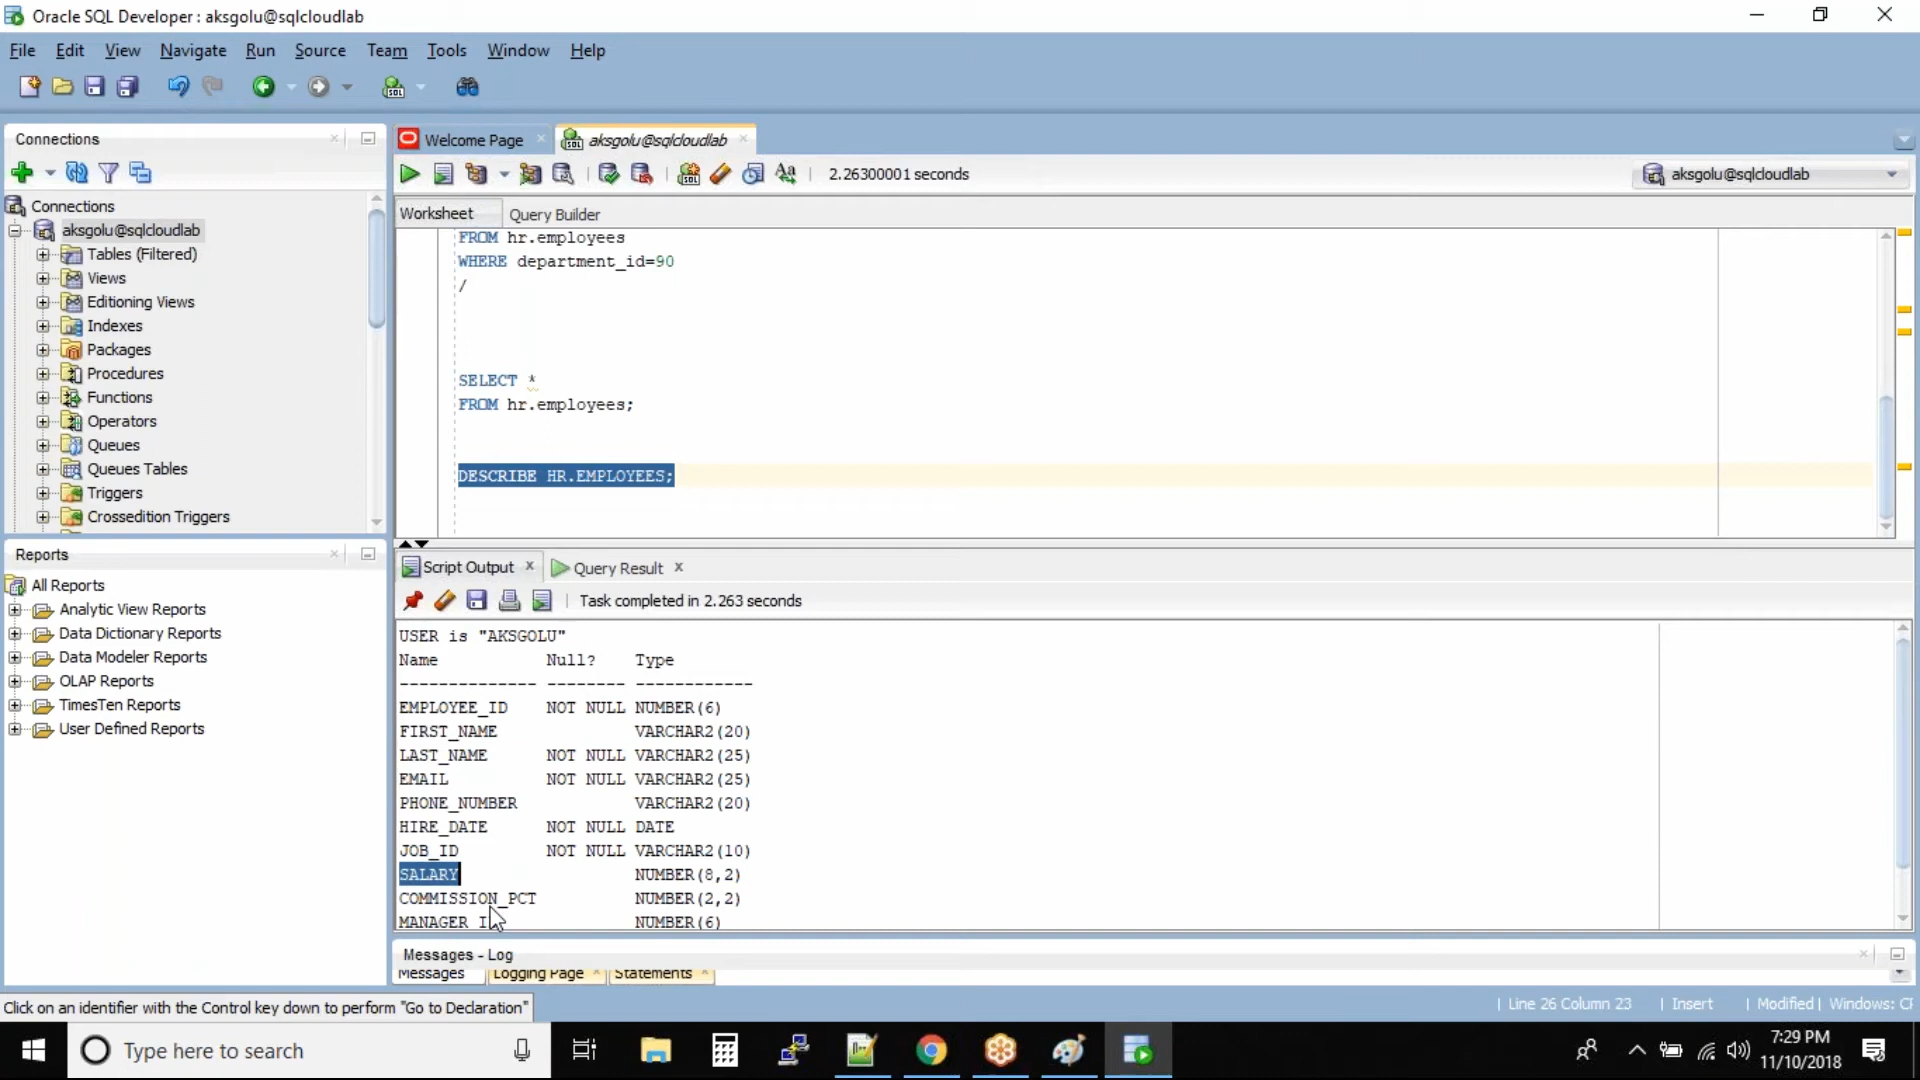 Oracle SQL Developer : aksgolu@sqlcloudlab
File Edit View Navigate Run Source Team Tools Window Help
Connections
Connections
aksgolu@sqlcloudlab
Tables (Filtered)
Views
Editioning Views
Indexes
Packages
Procedures
Functions
Operators
Queues
Queues Tables
Triggers
Crossedition Triggers
Reports
All Reports
Analytic View Reports
Data Dictionary Reports
Data Modeler Reports
OLAP Reports
TimesTen Reports
User Defined Reports
Welcome Page aksgolu@sqlcloudlab
2.26300001 seconds aksgolu@sqlcloudlab
Worksheet Query Builder
FROM hr.employees
WHERE department_id=90
/
SELECT *
FROM hr.employees;
DESCRIBE HR.EMPLOYEES;
Script Output Query Result
Task completed in 2.263 seconds
USER is "AKSGOLU"
Name Null? Type
-------------- -------- ------------
EMPLOYEE_ID NOT NULL NUMBER(6)
FIRST_NAME VARCHAR2(20)
LAST_NAME NOT NULL VARCHAR2(25)
EMAIL NOT NULL VARCHAR2(25)
PHONE_NUMBER VARCHAR2(20)
HIRE_DATE NOT NULL DATE
JOB_ID NOT NULL VARCHAR2(10)
SALARY NUMBER(8,2)
COMMISSION_PCT NUMBER(2,2)
MANAGER_I NUMBER(6)
Messages - Log
Messages Logging Page Statements
Click on an identifier with the Control key down to perform "Go to Declaration"
Line 26 Column 23 | Insert | Modified | Windows: C
Type here to search
7:29 PM
11/10/2018